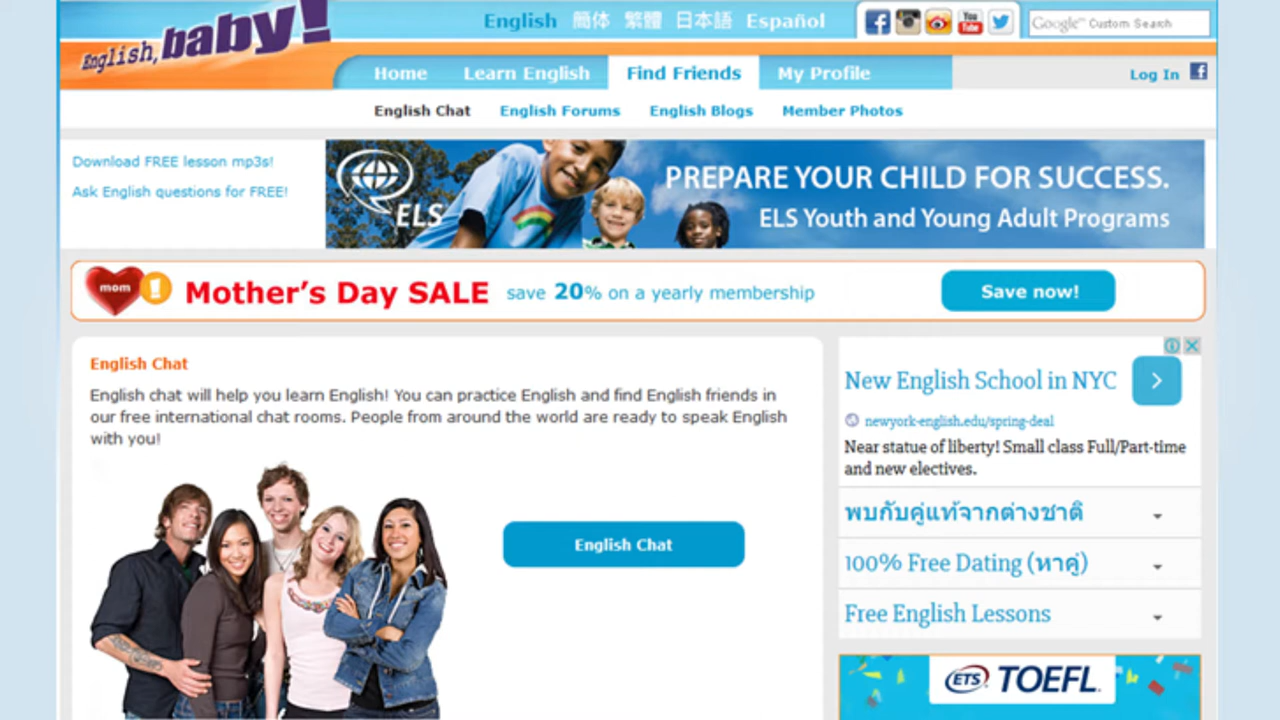 English, baby!
English 简体 繁體 日本語 Español
You Tube
Google™ Custom Search
Home Learn English Find Friends My Profile
Log In
English Chat English Forums English Blogs Member Photos
Download FREE lesson mp3s!
Ask English questions for FREE!
ELS
PREPARE YOUR CHILD FOR SUCCESS.
ELS Youth and Young Adult Programs
mom
!
Mother's Day SALE save 20% on a yearly membership
Save now!
English Chat
English chat will help you learn English! You can practice English and find English friends in
our free international chat rooms. People from around the world are ready to speak English
with you!
English Chat
New English School in NYC
newyork-english.edu/spring-deal
Near statue of liberty! Small class Full/Part-time
and new electives.
พบกับคู่แท้จากต่างชาติ
100% Free Dating (หาคู่)
Free English Lessons
ETS TOEFL.